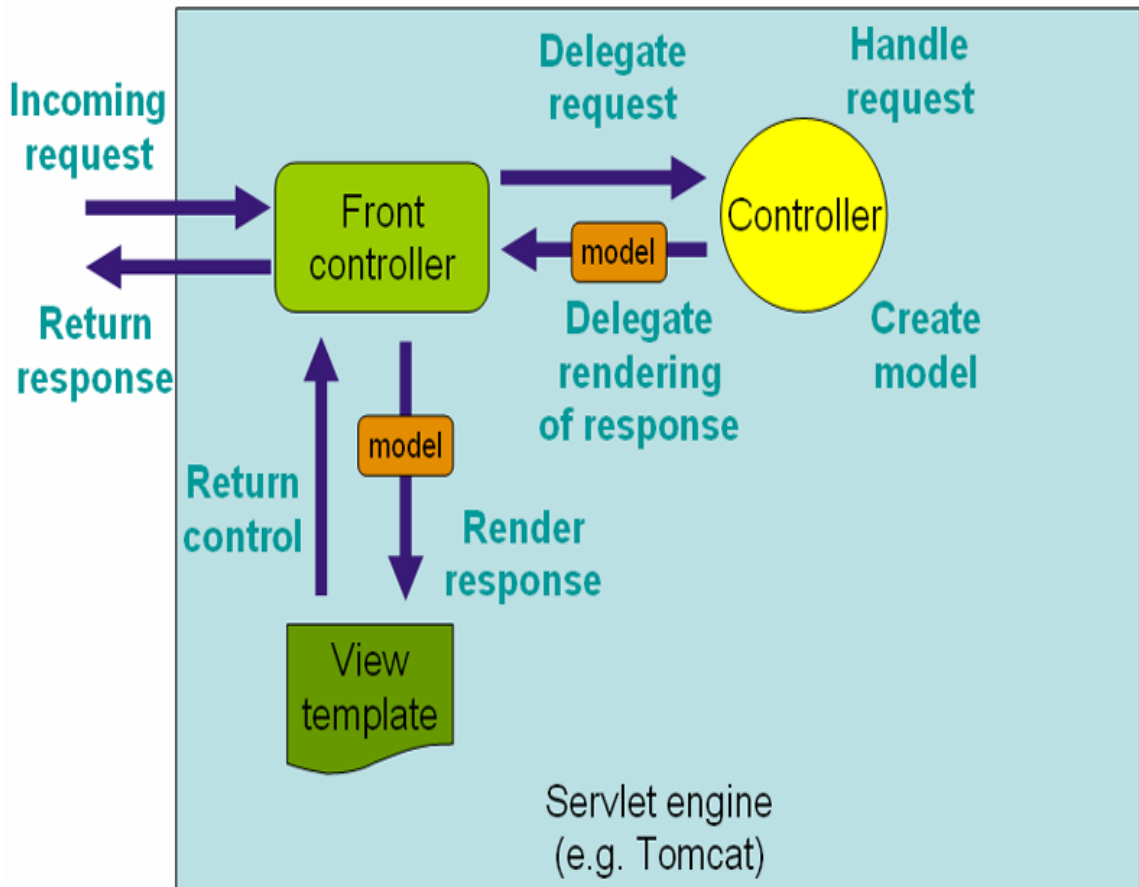 Incoming
request
Return
response
Front
controller
Delegate
request
Handle
request
Controller
model
Delegate
rendering
of response
Create
model
model
Return
control
Render
response
View
template
Servlet engine
(e.g. Tomcat)